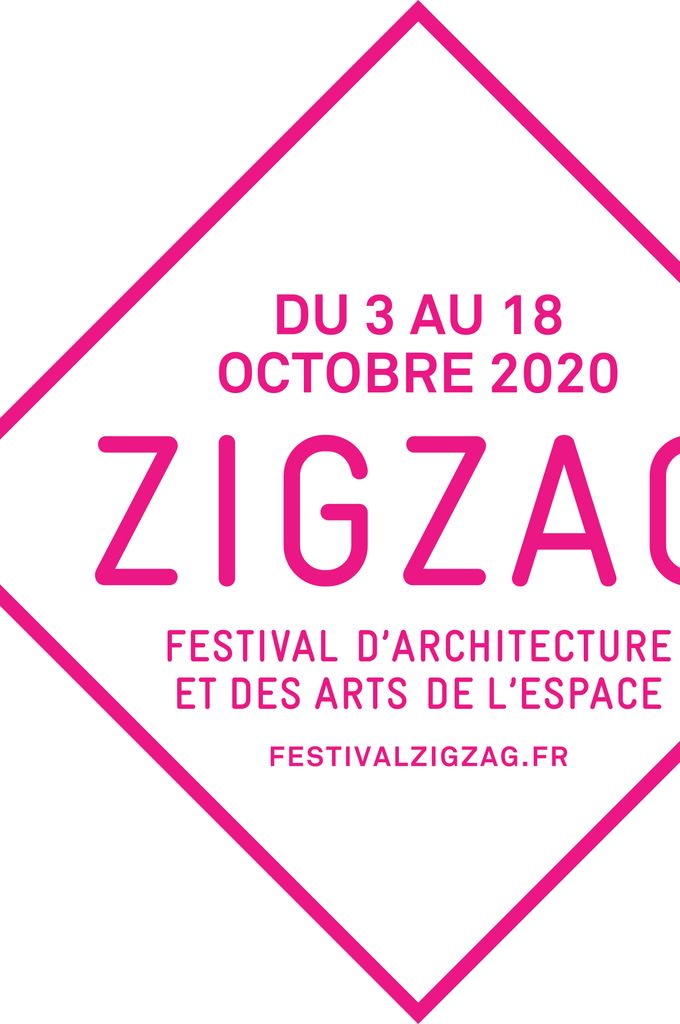 DU 3 AU 18
OCTOBRE 2020
ZIGZAG
FESTIVAL D’ARCHITECTURE
ET DES ARTS DE L’ESPACE
FESTIVALZIGZAG.FR